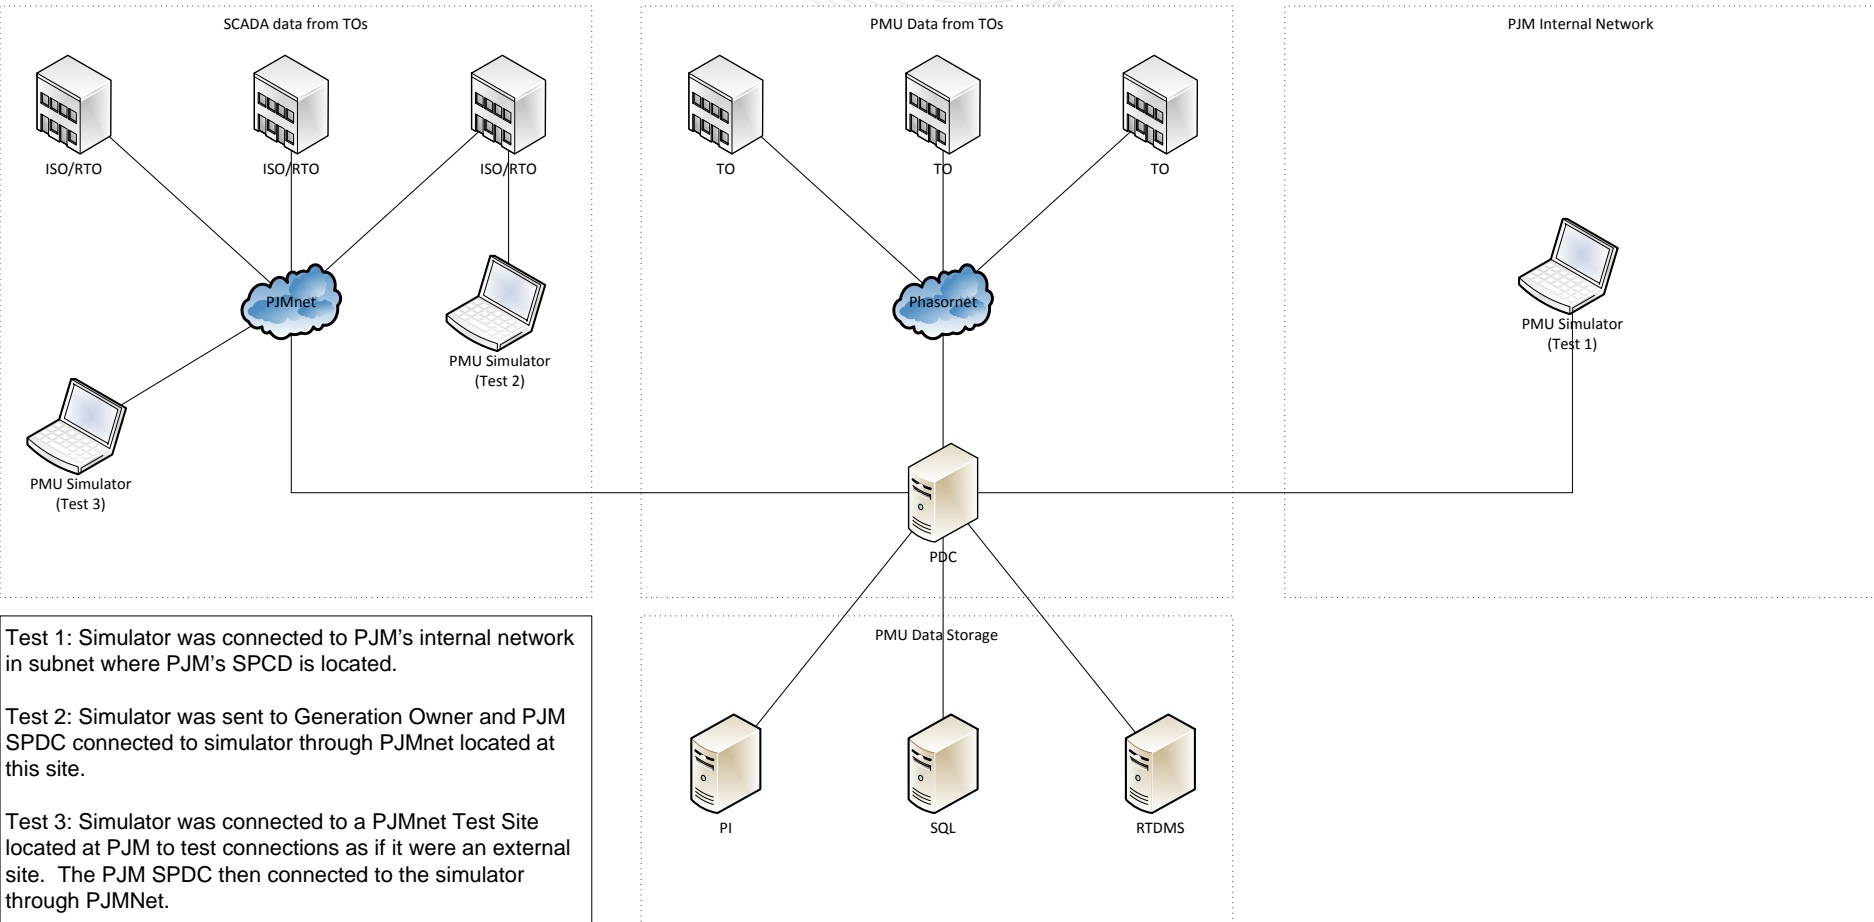 SCADA data from TOs
PMU Data from TOs
PJM Internal Network
ISO/RTO
ISO/RTO
ISO/RTO
TO
TO
TO
PJMnet
Phasornet
PMU Simulator
(Test 1)
PMU Simulator
(Test 2)
PMU Simulator
(Test 3)
PDC
Test 1: Simulator was connected to PJM's internal network
in subnet where PJM's SPCD is located.
Test 2: Simulator was sent to Generation Owner and PJM
SPDC connected to simulator through PJMnet located at
this site.
Test 3: Simulator was connected to a PJMnet Test Site
located at PJM to test connections as if it were an external
site. The PJM SPDC then connected to the simulator
through PJMNet.
PMU Data Storage
PI
SQL
RTDMS